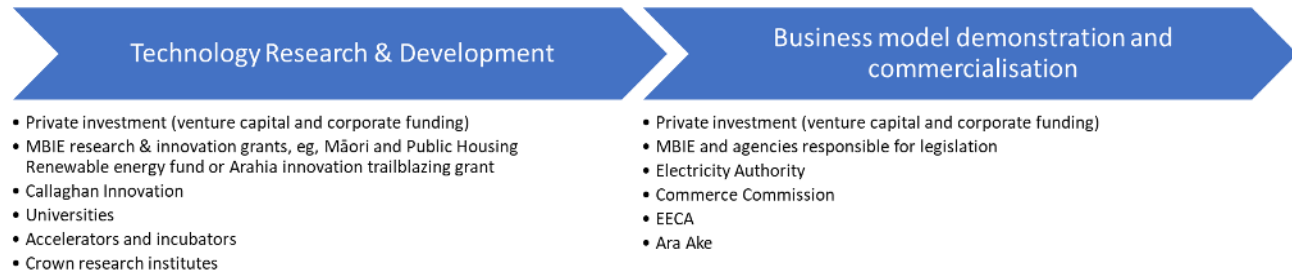 Technology Research & Development
• Private investment (venture capital and corporate funding)
• MBIE research & innovation grants, eg, Māori and Public Housing
Renewable energy fund or Arahia innovation trailblazing grant
• Callaghan Innovation
• Universities
• Accelerators and incubators
• Crown research institutes
Business model demonstration and
commercialisation
• Private investment (venture capital and corporate funding)
• MBIE and agencies responsible for legislation
• Electricity Authority
• Commerce Commission
• EECA
• Ara Ake